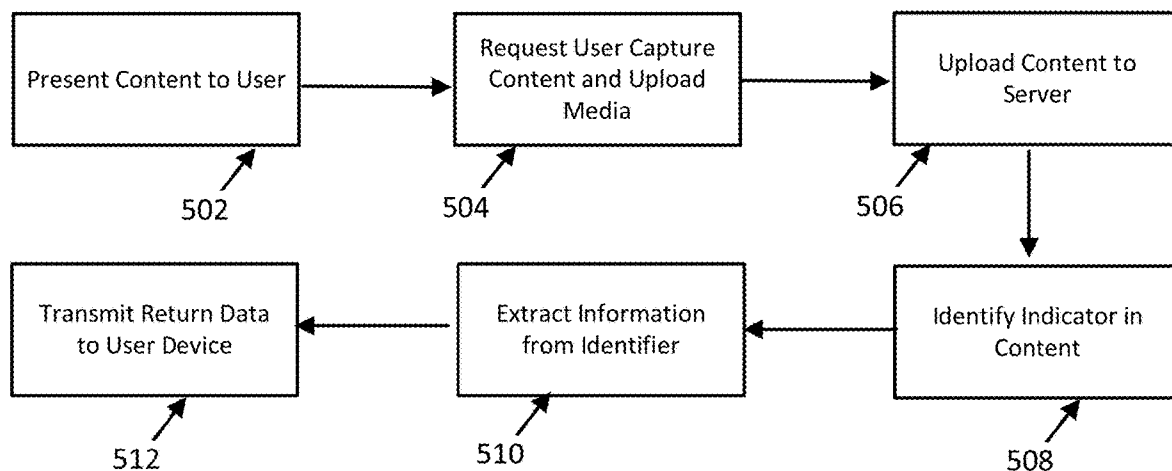 Present Content to User
502
Request User Capture
Content and Upload
Media
504
Upload Content to
Server
506
Identify Indicator in
Content
508
Extract Information
from Identifier
510
Transmit Return Data
to User Device
512